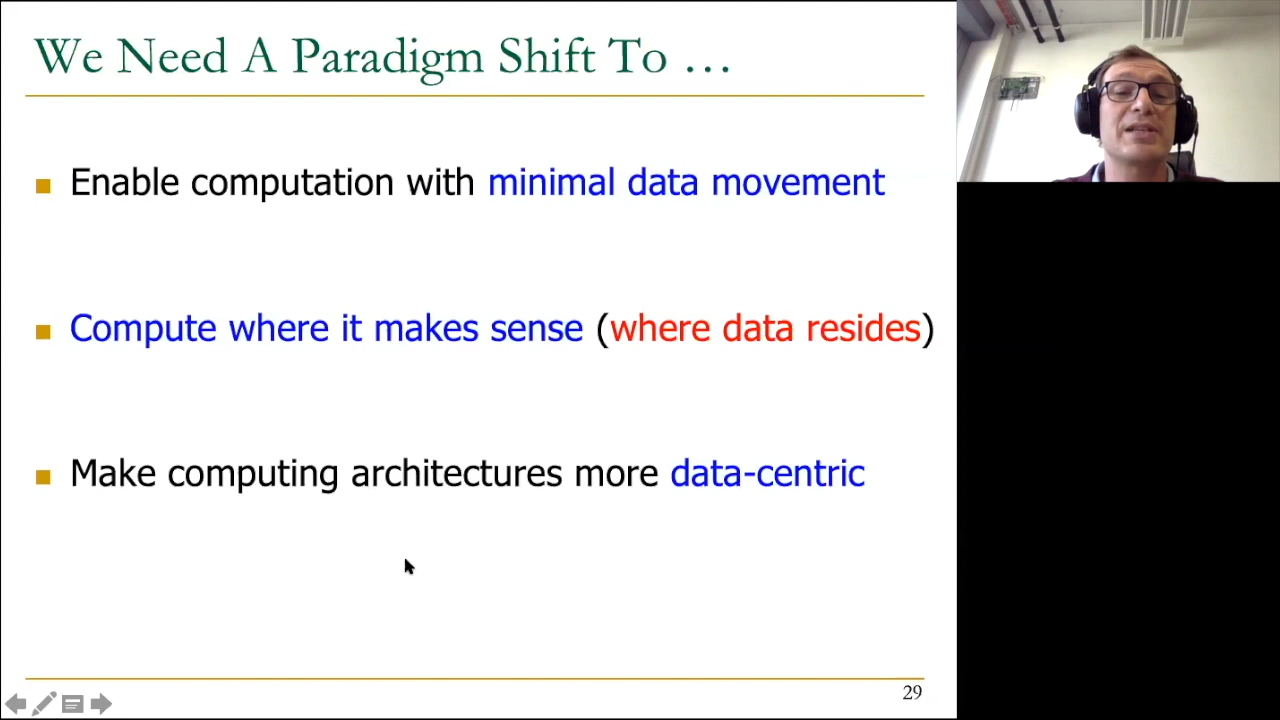 We Need A Paradigm Shift To …
Enable computation with minimal data movement
Compute where it makes sense (where data resides)
Make computing architectures more data-centric
29